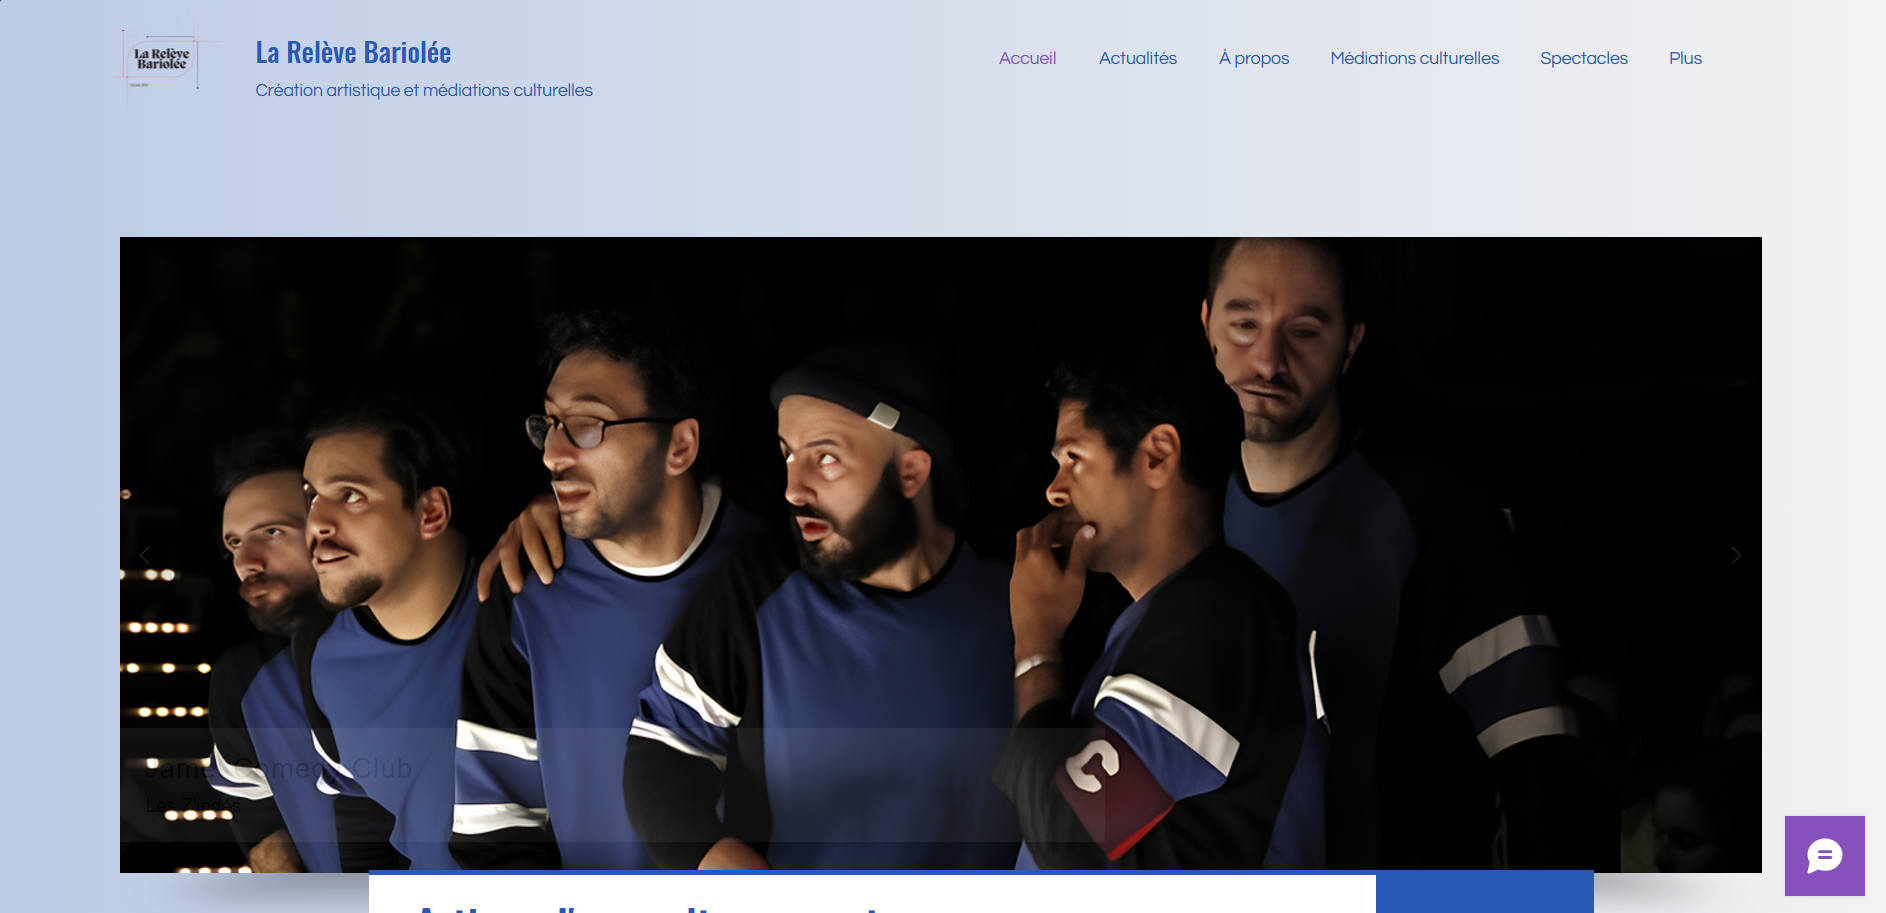 La Relève
Bariolée
La Relève Bariolée
Création artistique et médiations culturelles
Accueil
Actualités
À propos
Médiations culturelles
Spectacles
Plus
Jamel Comedy Club
Les Z'indés
C